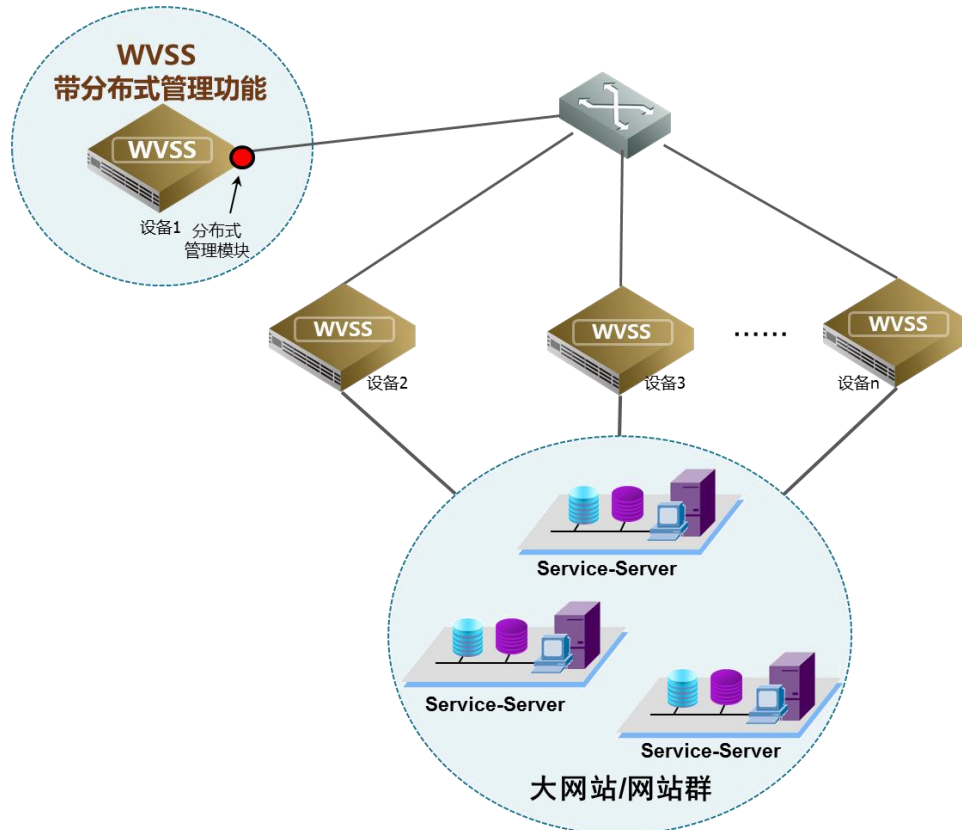 WVSS
带分布式管理功能
WVSS
设备1
分布式
管理模块
WVSS
设备2
WVSS
设备3
......
WVSS
设备n
Service-Server
Service-Server
Service-Server
大网站/网站群